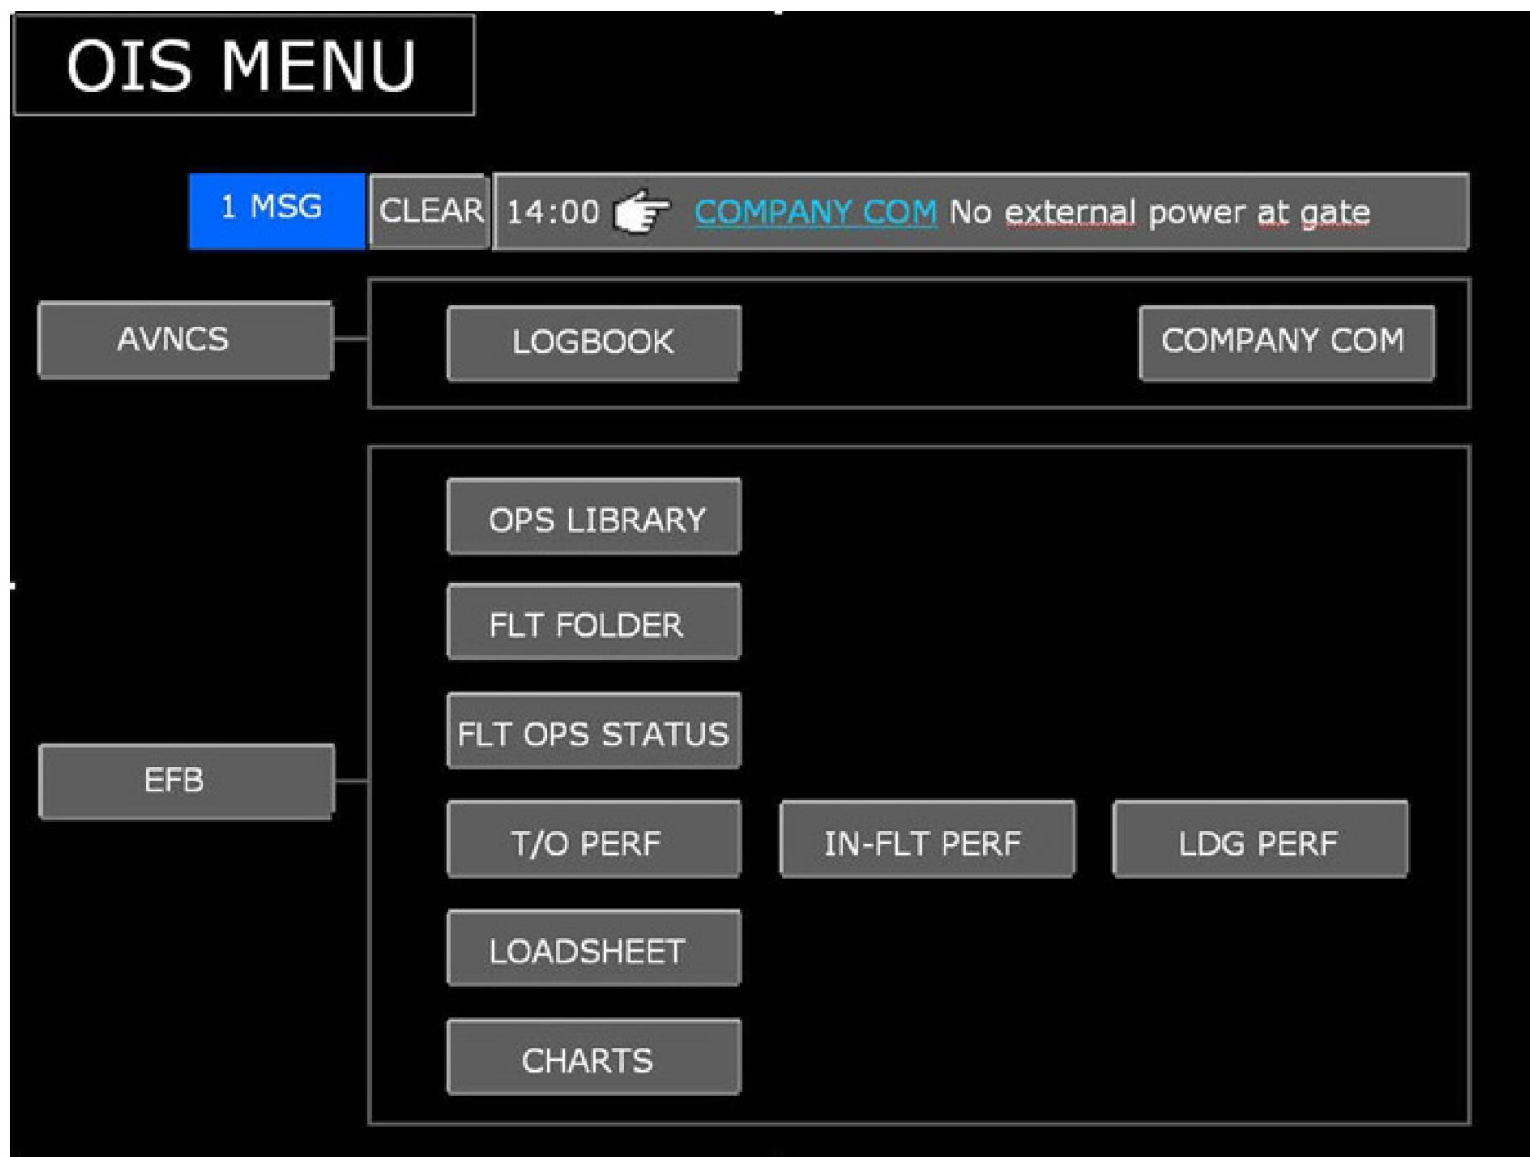 OIS MENU
1 MSG CLEAR 14:00 COMPANY COM No external power at gate
AVNCS LOGBOOK COMPANY COM
OPS LIBRARY
FLT FOLDER
FLT OPS STATUS
EFB
T/O PERF IN-FLT PERF LDG PERF
LOADSHEET
CHARTS